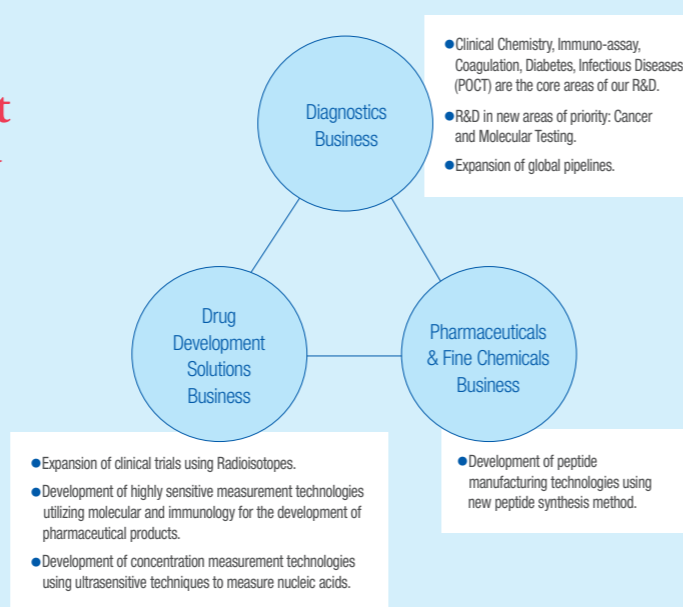 Diagnostics
Business
●Clinical Chemistry, Immuno-assay,
Coagulation, Diabetes, Infectious Diseases
(POCT) are the core areas of our R&D.
●R&D in new areas of priority: Cancer
and Molecular Testing.
●Expansion of global pipelines.
Drug
Development
Solutions
Business
Pharmaceuticals
& Fine Chemicals
Business
●Expansion of clinical trials using Radioisotopes.
●Development of highly sensitive measurement technologies
utilizing molecular and immunology for the development of
pharmaceutical products.
●Development of concentration measurement technologies
using ultrasensitive techniques to measure nucleic acids.
●Development of peptide
manufacturing technologies using
new peptide synthesis method.